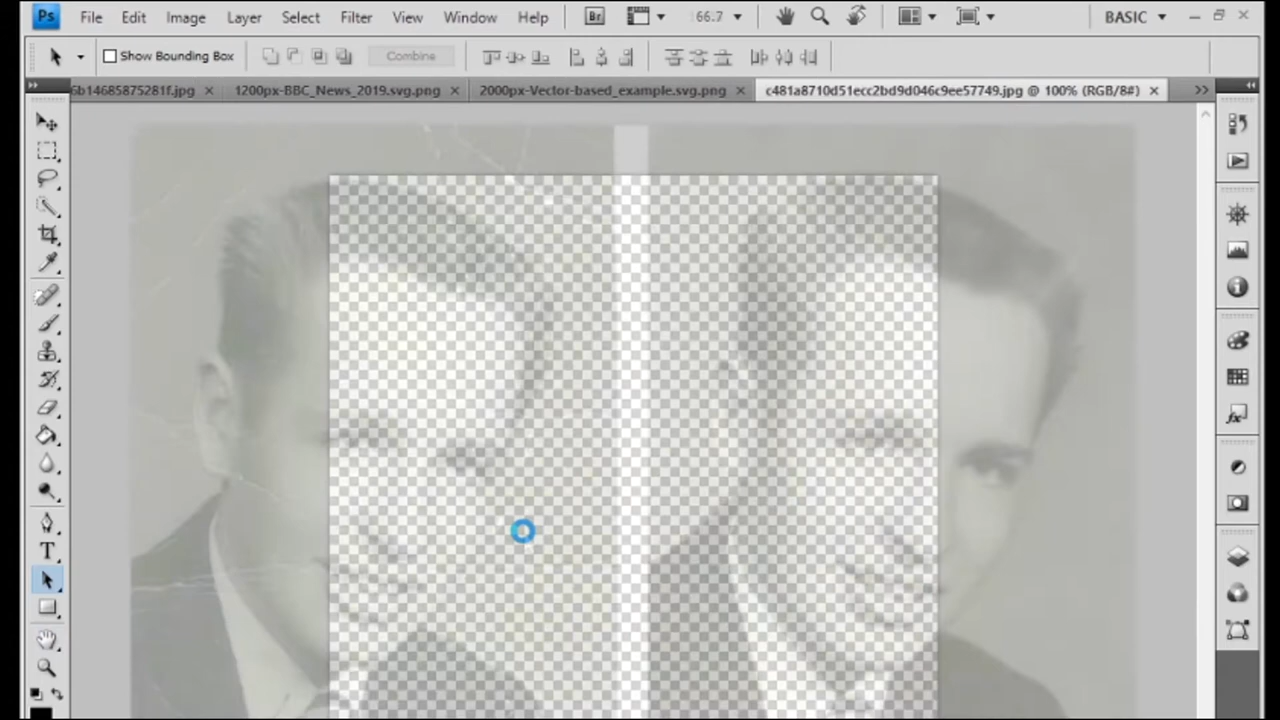 Ps File Edit Image Layer Select Filter View Window Help Br 66.7 BASIC
Show Bounding Box Combine
6b14685875281f.jpg 1200px-BBC_News_2019.svg.png 2000px-Vector-based_example.svg.png c481a8710d51ecc2bd9d046c9ee57749.jpg @ 100% (RGB/8#)
fx
T